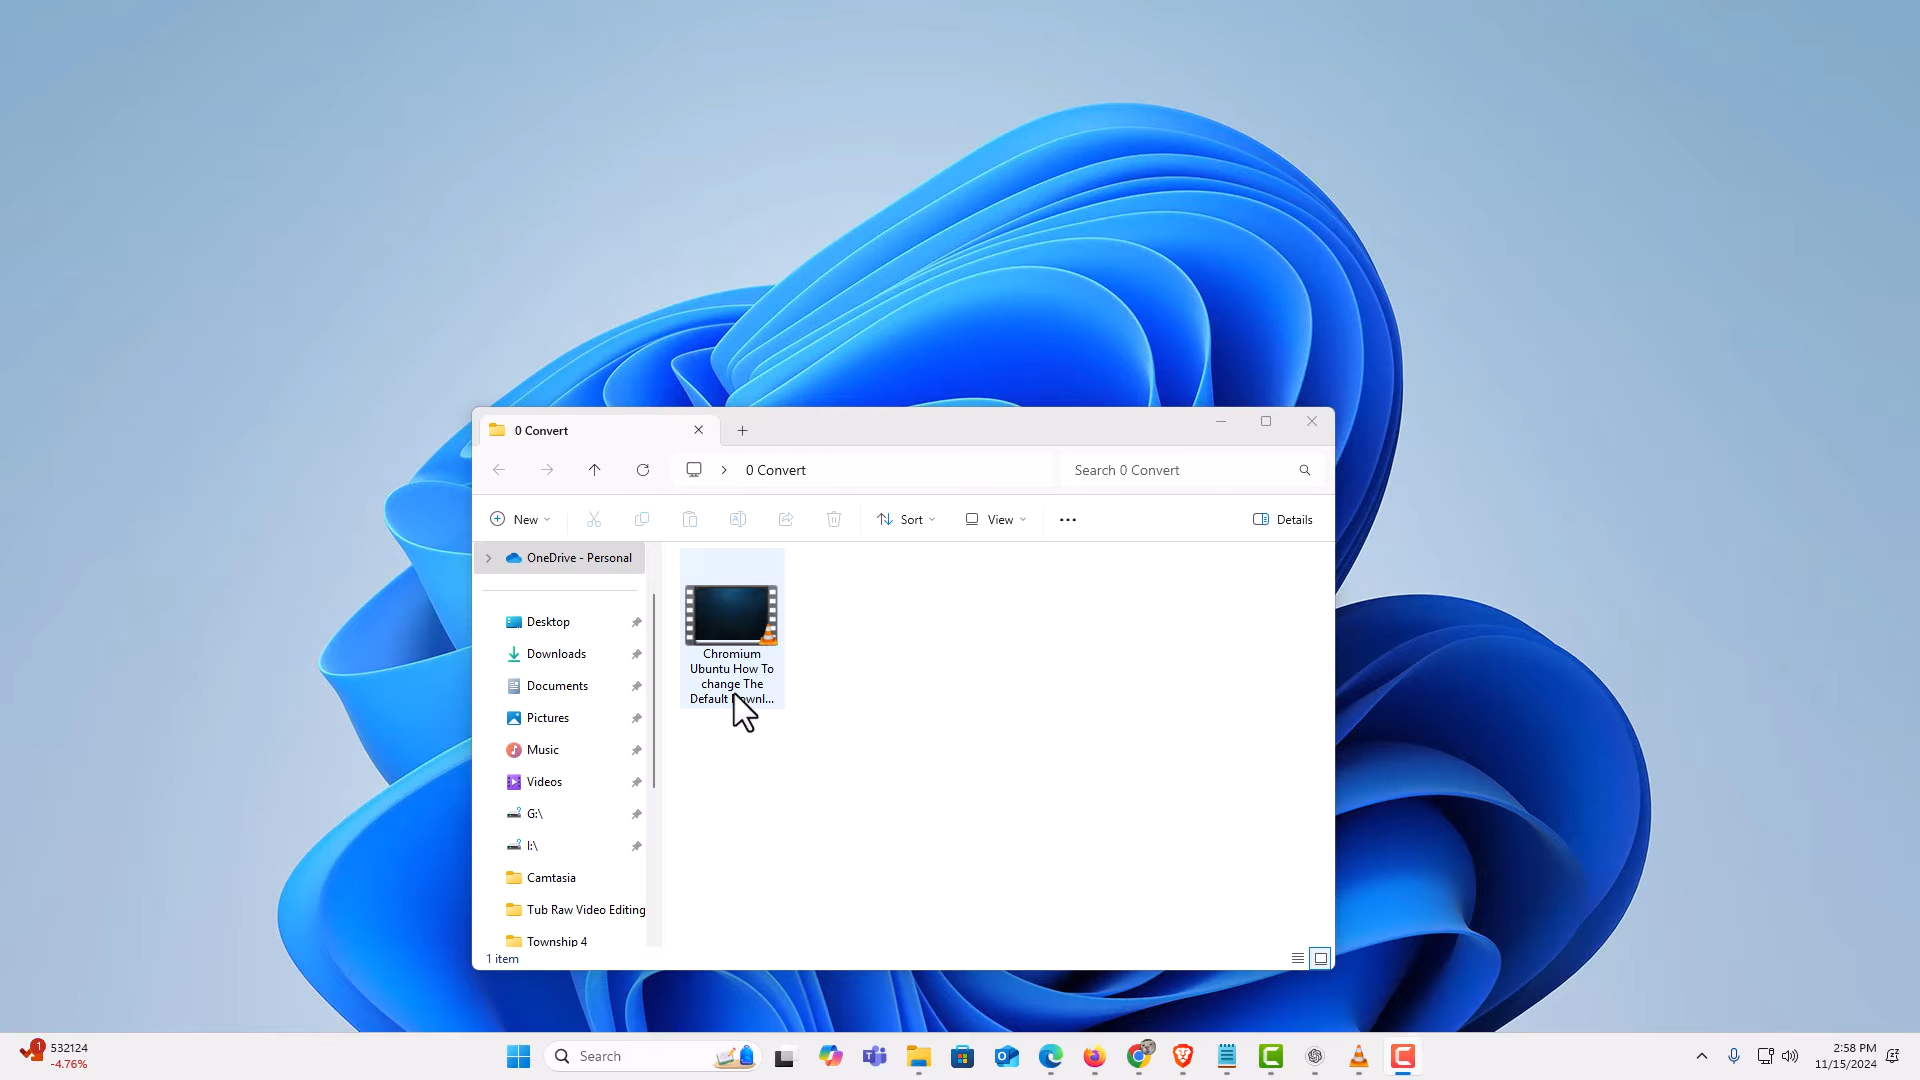 0 Convert
0 Convert
Search 0 Convert
New
Sort
View
Details
OneDrive - Personal
Desktop
Downloads
Documents
Pictures
Music
Videos
G:\
I:\
Camtasia
Tub Raw Video Editing
Township 4
Chromium
Ubuntu How To
change The
Default Downl...
1 item
1
532124
-4.76%
Search
2:58 PM
11/15/2024